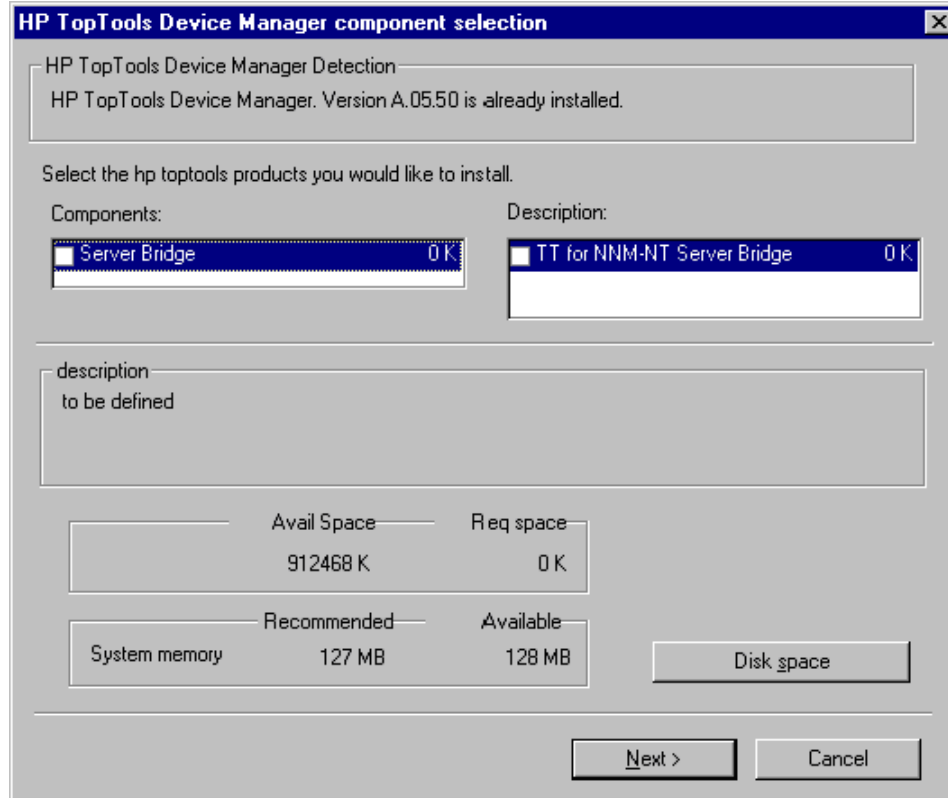 HP TopTools Device Manager component selection
HP TopTools Device Manager Detection
HP TopTools Device Manager. Version A.05.50 is already installed.
Select the hp toptools products you would like to install.
Components: Description:
Server Bridge 0 K TT for NNM-NT Server Bridge 0 K
description
to be defined
Avail Space Req space
912468 K 0 K
Recommended Available
System memory 127 MB 128 MB
Disk space
Next > Cancel